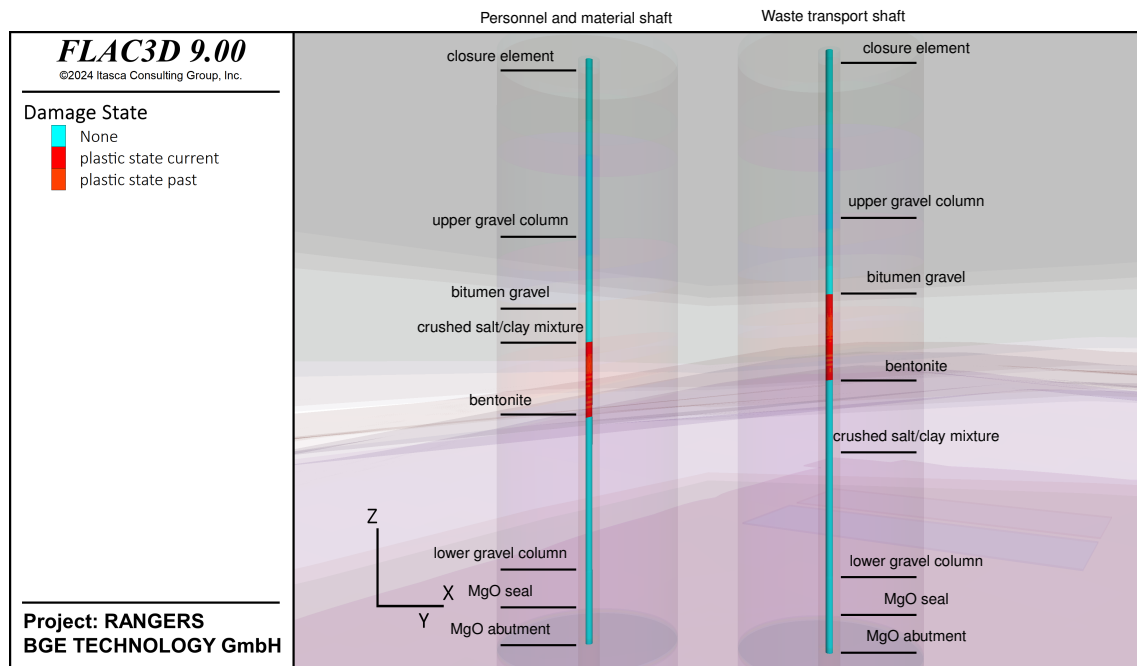 Personnel and material shaft
Waste transport shaft
FLAC3D 9.00
©2024 Itasca Consulting Group, Inc.
Damage State
None
plastic state current
plastic state past
closure element
upper gravel column
bitumen gravel
crushed salt/clay mixture
bentonite
lower gravel column
MgO seal
MgO abutment
closure element
upper gravel column
bitumen gravel
bentonite
crushed salt/clay mixture
lower gravel column
MgO seal
MgO abutment
Z
X
Y
Project: RANGERS
BGE TECHNOLOGY GmbH